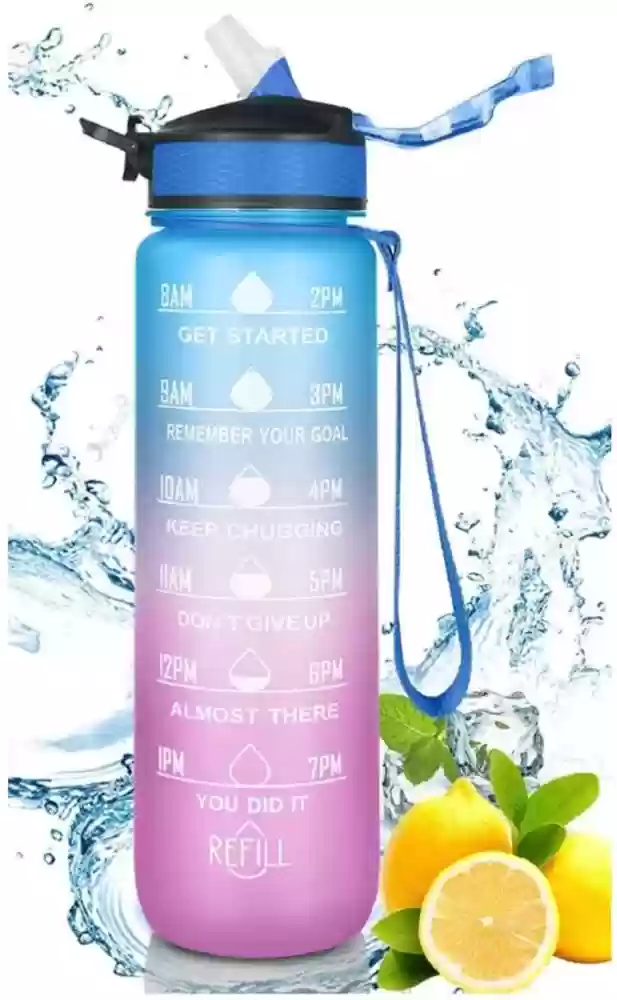 8AM 2PM
GET STARTED
9AM 3PM
REMEMBER YOUR GOAL
10AM 4PM
KEEP CHUGGING
11AM 5PM
DON'T GIVE UP
12PM 6PM
ALMOST THERE
1PM 7PM
YOU DID IT
REFILL